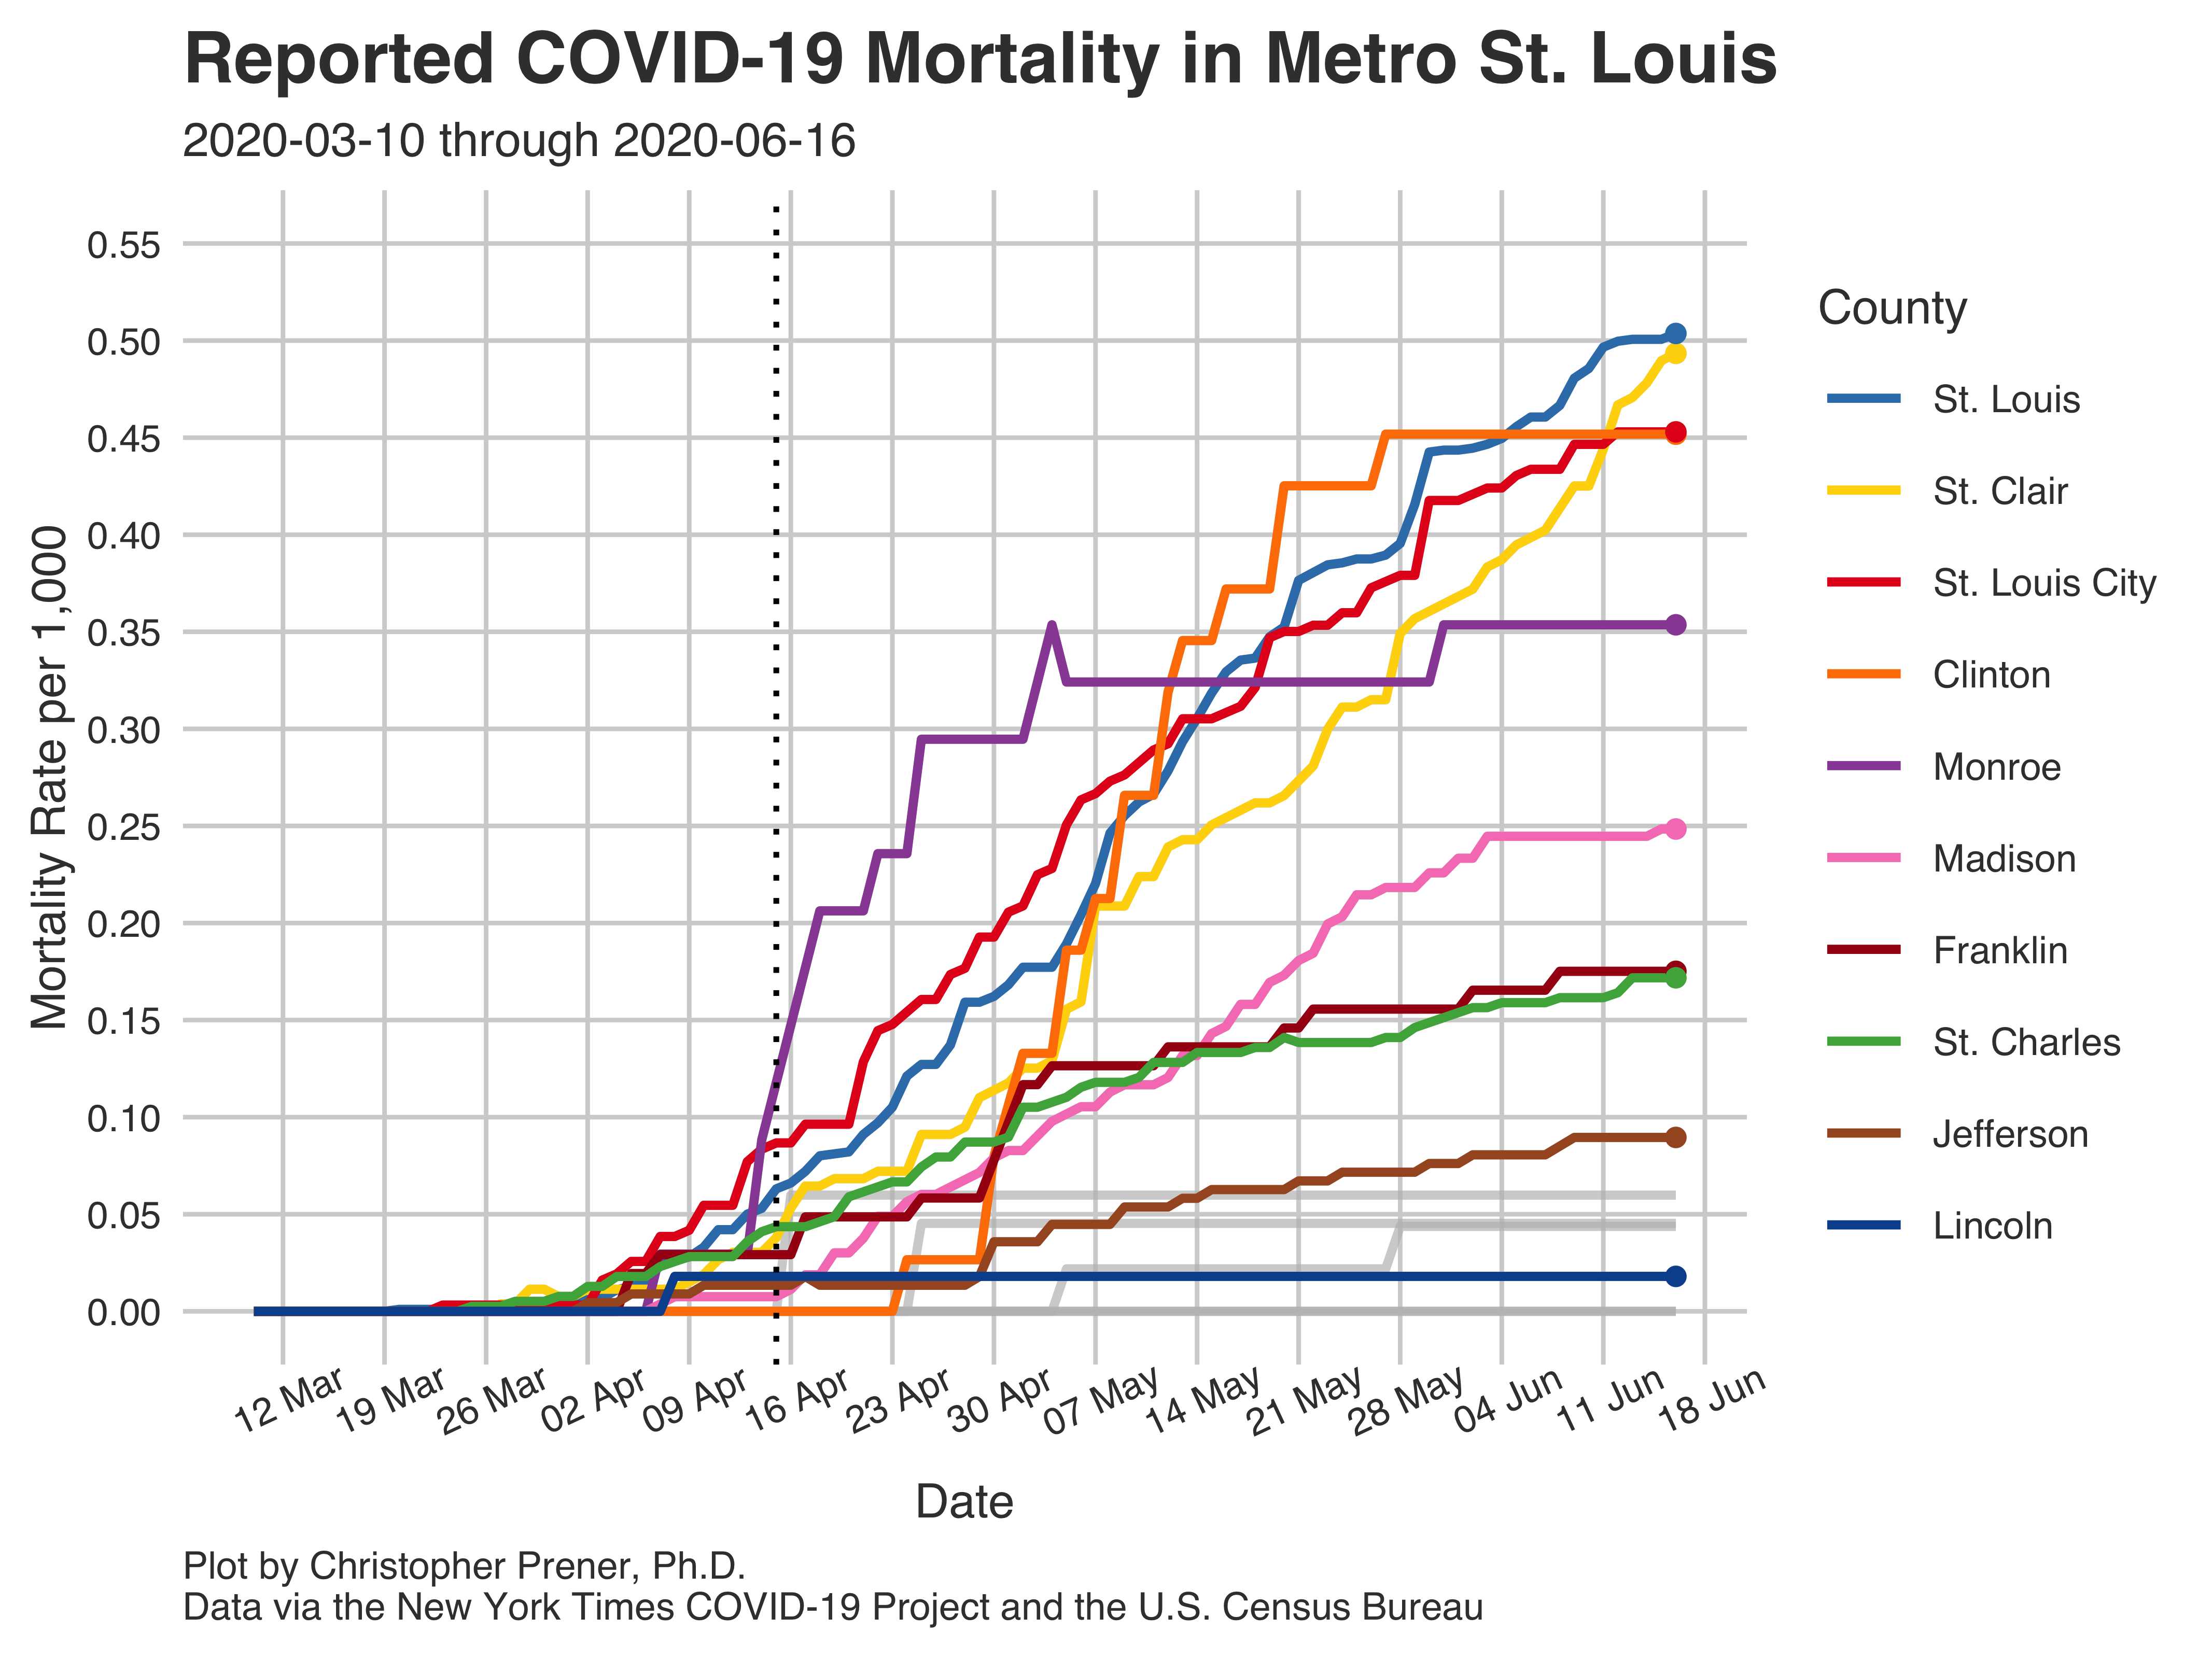 Reported COVID-19 Mortality in Metro St. Louis
2020-03-10 through 2020-06-16
Mortality Rate per 1,000
0.55
0.50
0.45
0.40
0.35
0.30
0.25
0.20
0.15
0.10
0.05
0.00
12 Mar
19 Mar
26 Mar
02 Apr
09 Apr
16 Apr
23 Apr
30 Apr
07 May
14 May
21 May
28 May
04 Jun
11 Jun
18 Jun
Date
County
St. Louis
St. Clair
St. Louis City
Clinton
Monroe
Madison
Franklin
St. Charles
Jefferson
Lincoln
Plot by Christopher Prener, Ph.D.
Data via the New York Times COVID-19 Project and the U.S. Census Bureau